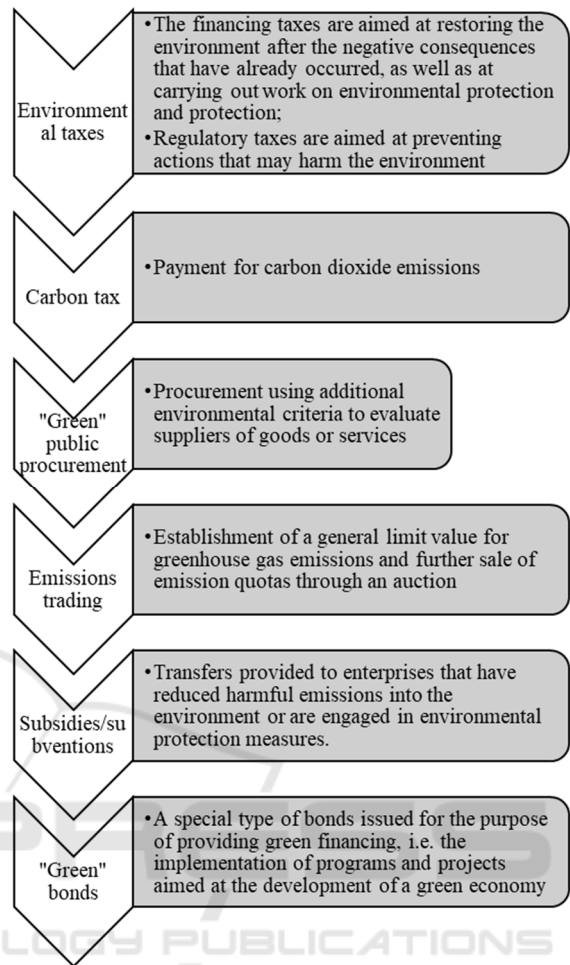 Environment
al taxes
•The financing taxes are aimed at restoring the
environment after the negative consequences
that have already occurred, as well as at
carrying out work on environmental protection
and protection;
•Regulatory taxes are aimed at preventing
actions that may harm the environment
Carbon tax
•Payment for carbon dioxide emissions
"Green"
public
procurement
•Procurement using additional
environmental criteria to evaluate
suppliers of goods or services
Emissions
trading
•Establishment of a general limit value for
greenhouse gas emissions and further sale of
emission quotas through an auction
Subsidies/su
bventions
•Transfers provided to enterprises that have
reduced harmful emissions into the
environment or are engaged in environmental
protection measures.
"Green"
bonds
•A special type of bonds issued for the purpose
of providing green financing, i.e. the
implementation of programs and projects
aimed at the development of a green economy
PRESS
LOGY PUBLICATIONS